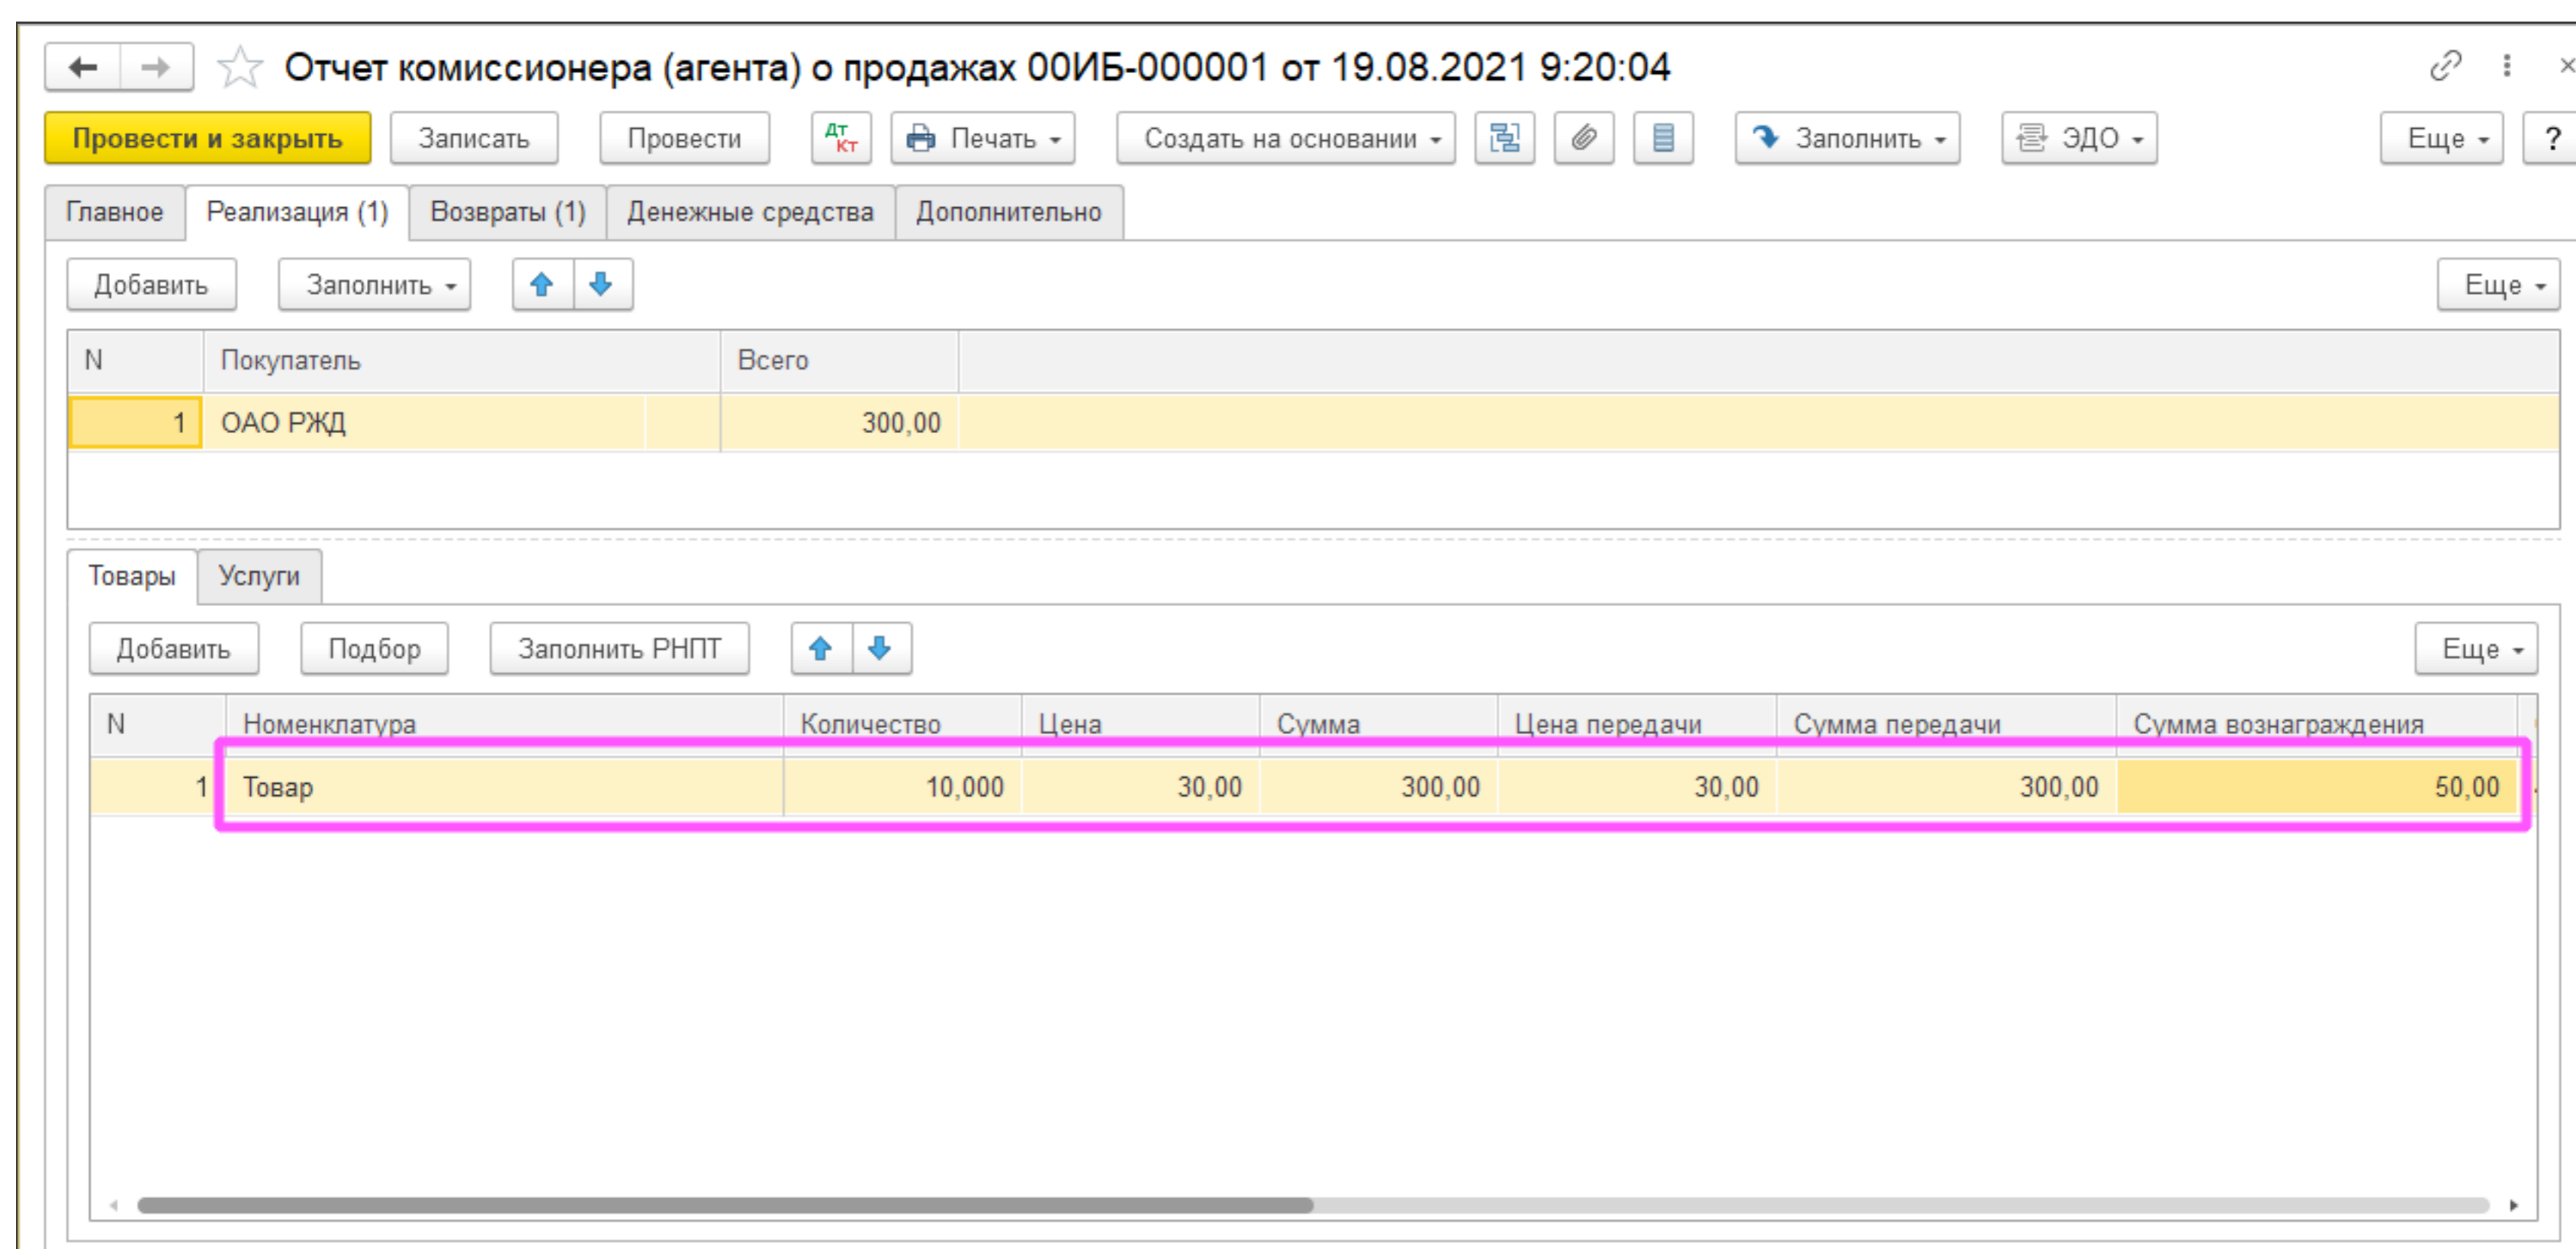 Отчет комиссионера (агента) о продажах 00ИБ-000001 от 19.08.2021 9:20:04
Провести и закрыть Записать Провести Дт Кт Печать Создать на основании Заполнить ЭДО Еще ?
Главное Реализация (1) Возвраты (1) Денежные средства Дополнительно
Добавить Заполнить Еще
N Покупатель Всего
1 ОАО РЖД 300,00
Товары Услуги
Добавить Подбор Заполнить РНПТ Еще
N Номенклатура Количество Цена Сумма Цена передачи Сумма передачи Сумма вознаграждения
1 Товар 10,000 30,00 300,00 30,00 300,00 50,00